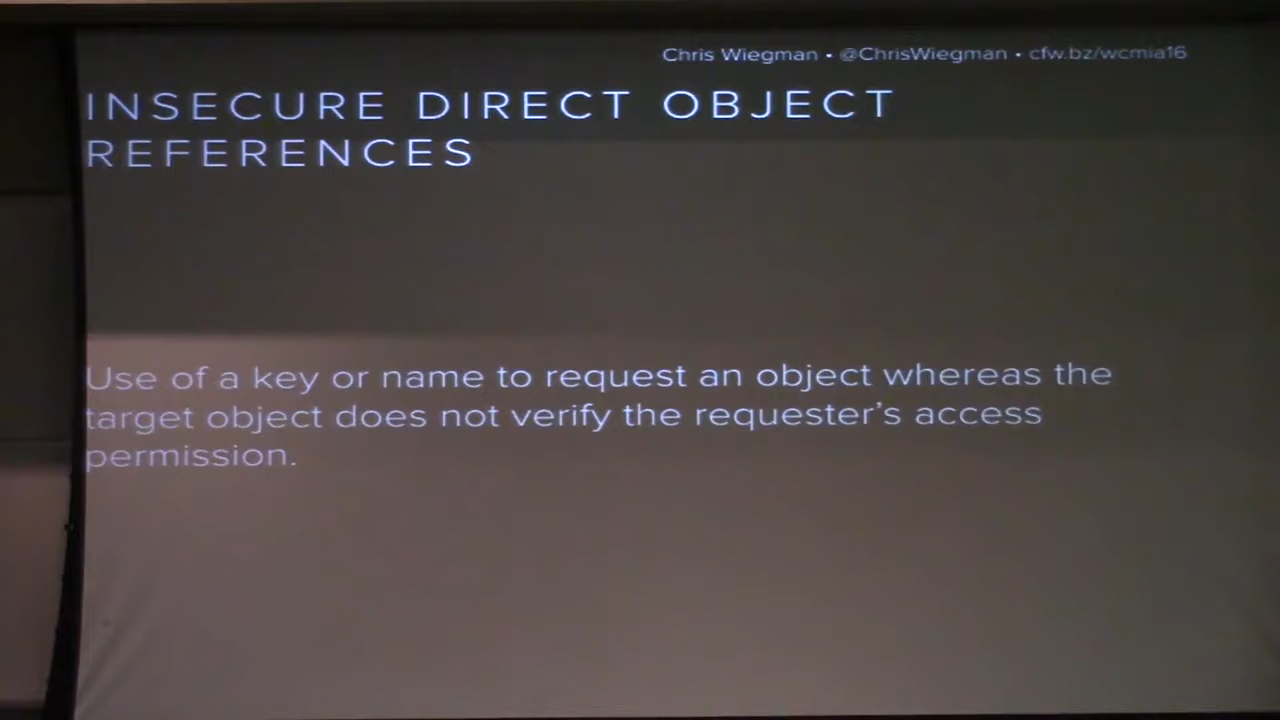 Chris Wiegman • @ChrisWiegman • cfw.bz/wcmia16
INSECURE DIRECT OBJECT
REFERENCES
Use of a key or name to request an object whereas the
target object does not verify the requester’s access
permission.